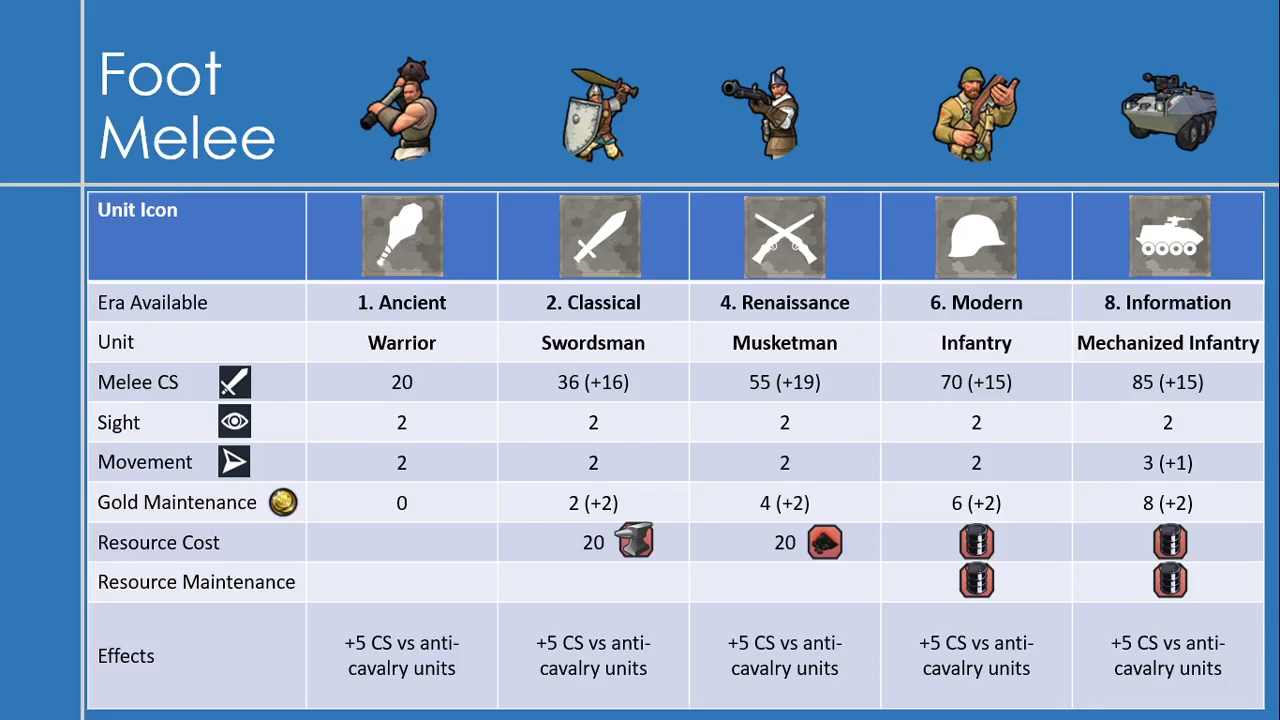 Foot
Melee
Unit Icon
Era Available 1. Ancient 2. Classical 4. Renaissance 6. Modern 8. Information
Unit Warrior Swordsman Musketman Infantry Mechanized Infantry
Melee CS 20 36 (+16) 55 (+19) 70 (+15) 85 (+15)
Sight 2 2 2 2 2
Movement 2 2 2 2 3 (+1)
Gold Maintenance 0 2 (+2) 4 (+2) 6 (+2) 8 (+2)
Resource Cost 20 20
Resource Maintenance
Effects +5 CS vs anti-cavalry units +5 CS vs anti-cavalry units +5 CS vs anti-cavalry units +5 CS vs anti-cavalry units +5 CS vs anti-cavalry units